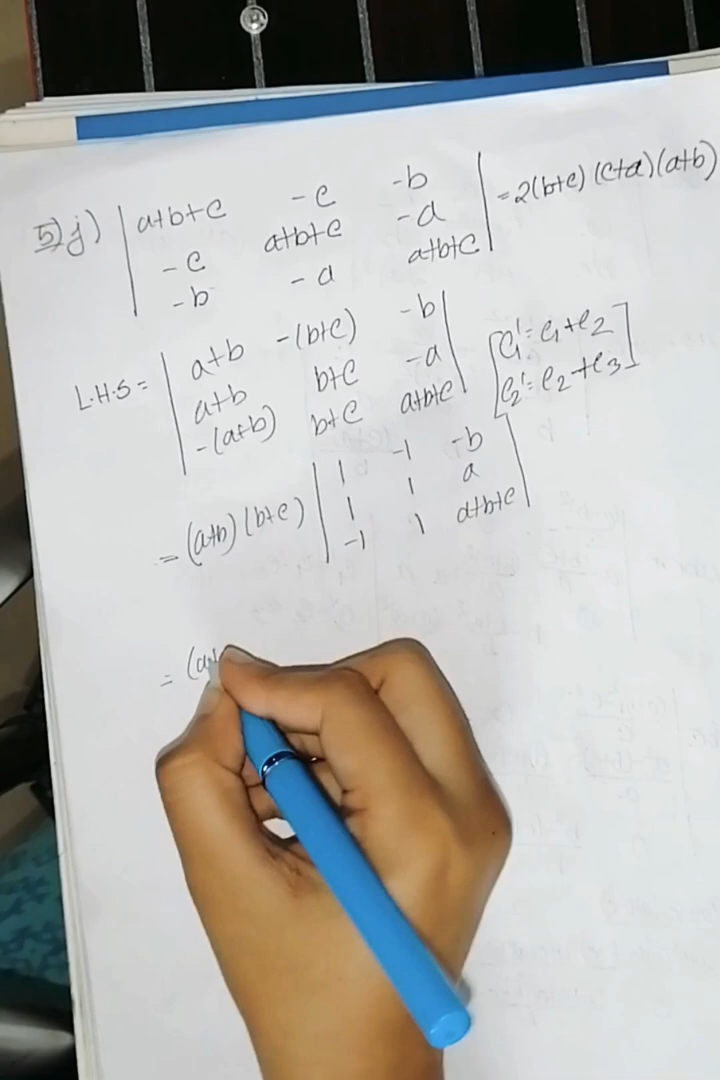 5)j) | a+b+c -c -b | = 2(b+c)(c+a)(a+b)
| -c a+b+c -a |
| -b -a a+b+c |
L.H.S = | a+b -(b+c) -b | [c₁' = c₁+c₂
| a+b b+c -a | c₂' = c₂+c₃]
| -(a+b) b+c a+b+c |
= (a+b)(b+c) | 1 -1 -b |
| 1 1 a |
| -1 1 a+b+c |
= (a+